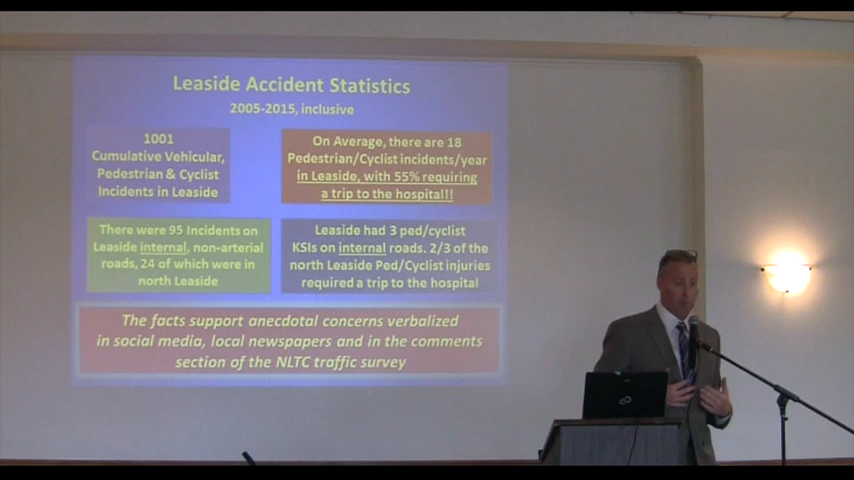 Leaside Accident Statistics
2005-2015, inclusive
1001
Cumulative Vehicular,
Pedestrian & Cyclist
Incidents in Leaside
On Average, there are 18
Pedestrian/Cyclist incidents/year
in Leaside, with 55% requiring
a trip to the hospital!!!
There were 95 Incidents on
Leaside internal, non-arterial
roads, 24 of which were in
north Leaside
Leaside had 3 ped/cyclist
KSIs on internal roads. 2/3 of the
north Leaside Ped/Cyclist injuries
required a trip to the hospital
The facts support anecdotal concerns verbalized
in social media, local newspapers and in the comments
section of the NLTC traffic survey